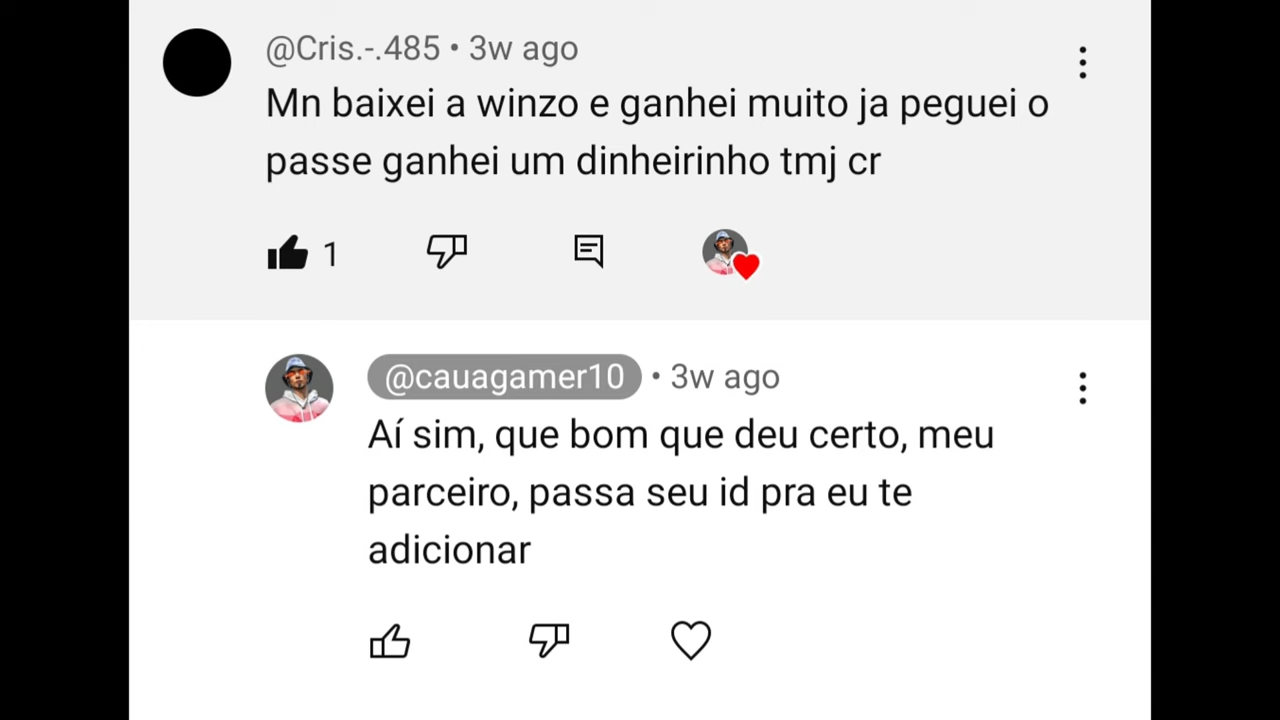 @Cris.-.485 • 3w ago
Mn baixei a winzo e ganhei muito ja peguei o
passe ganhei um dinheirinho tmj cr
1
@cauagamer10 • 3w ago
Aí sim, que bom que deu certo, meu
parceiro, passa seu id pra eu te
adicionar